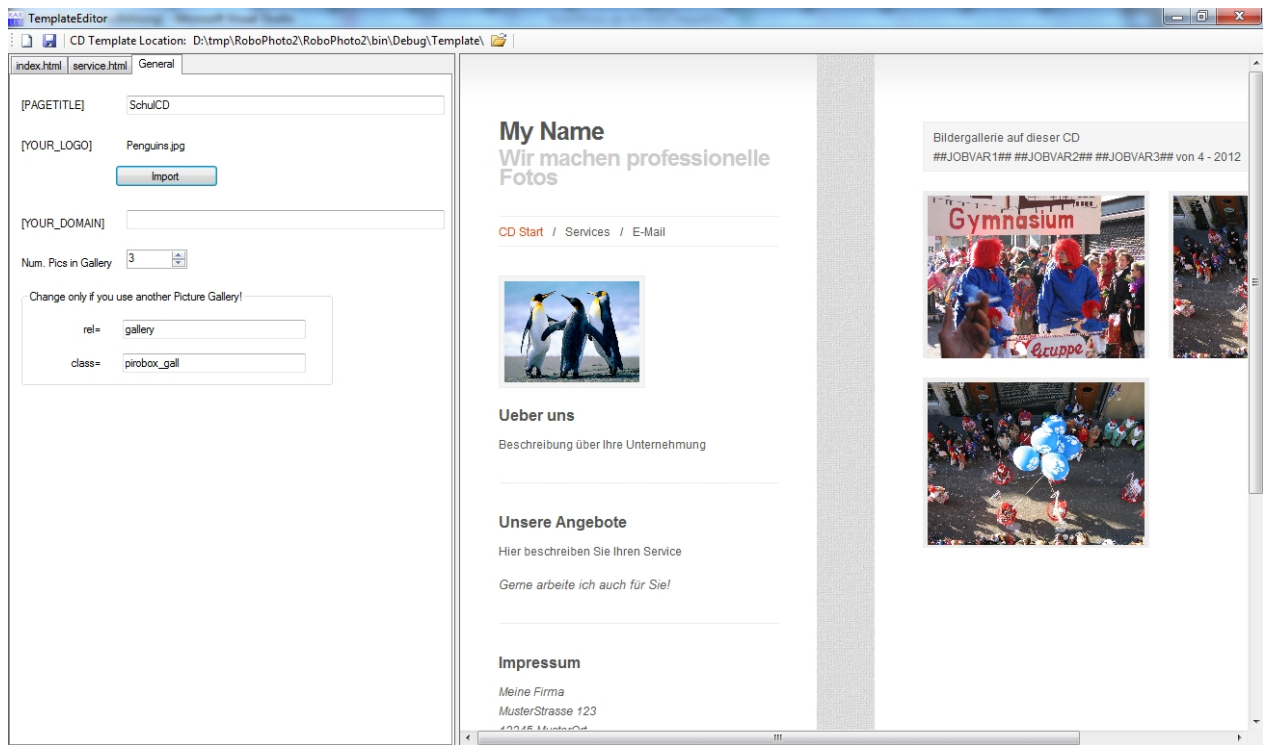 TemplateEditor
CD Template Location: D:\tmp\RoboPhoto2\RoboPhoto2\bin\Debug\Template\
index.html service.html General
[PAGETITLE] SchulCD
[YOUR_LOGO] Penguins.jpg
Import
[YOUR_DOMAIN]
Num. Pics in Gallery 3
Change only if you use another Picture Gallery!
rel= gallery
class= pirobox_gall
My Name
Wir machen professionelle
Fotos
CD Start / Services / E-Mail
Ueber uns
Beschreibung über Ihre Unternehmung
Unsere Angebote
Hier beschreiben Sie Ihren Service
Gerne arbeite ich auch für Sie!
Impressum
Meine Firma
MusterStrasse 123
12345 MusterOrt
Bildergallerie auf dieser CD
##JOBVAR1## ##JOBVAR2## ##JOBVAR3## von 4 - 2012
Gymnasium
Gruppe